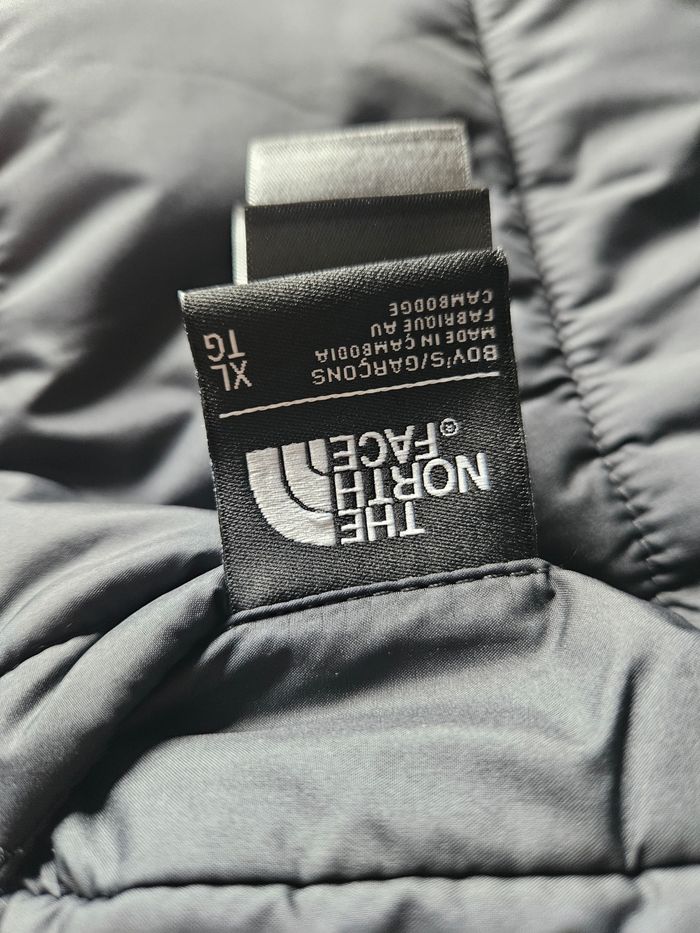 THE
NORTH
FACE®
BOY'S/GARÇONS
MADE IN CAMBODIA
FABRIQUE AU
CAMBODGE
XL
TG